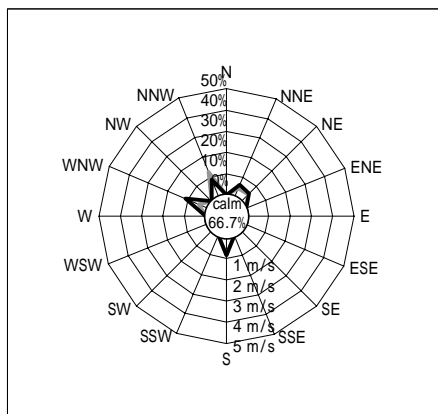 N
50%
NNW
40%
NNE
NW
30%
NE
20%
WNW
10%
ENE
0%
calm
W
66.7%
E
1 m/s
WSW
ESE
2 m/s
SW
3 m/s
SE
SSW
4 m/s
SSE
5 m/s
S